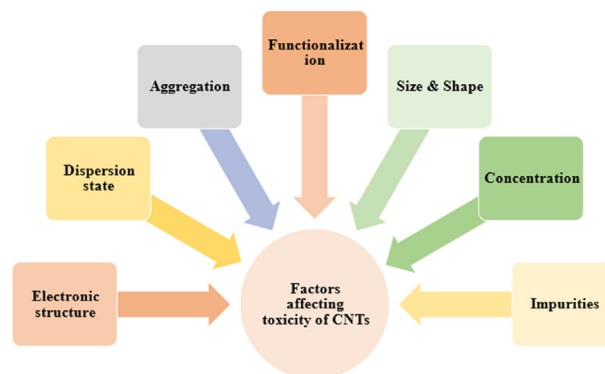 Functionalizat
ion
Aggregation
Size & Shape
Dispersion
state
Concentration
Electronic
structure
Factors
affecting
toxicity of CNTs
Impurities